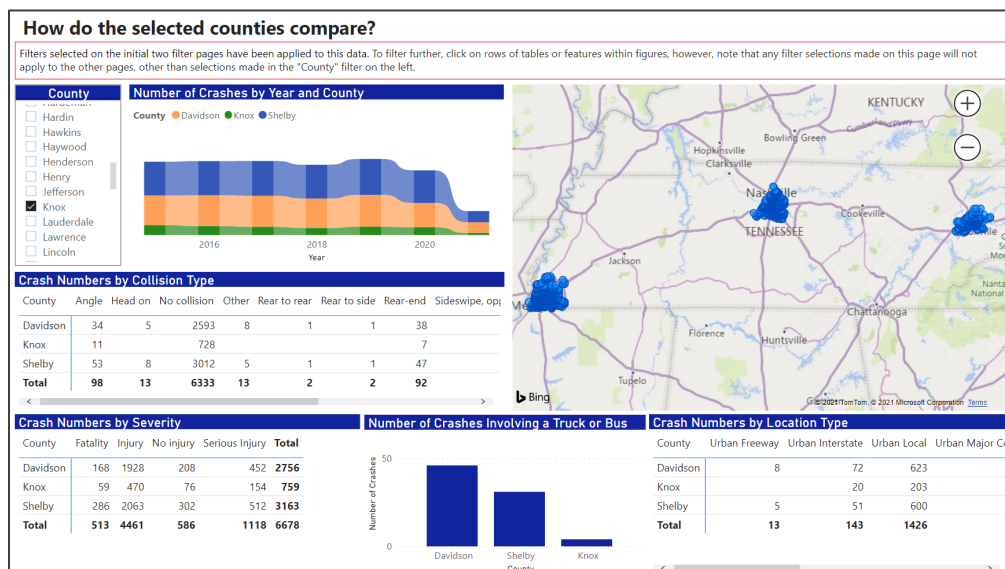 How do the selected counties compare?
Filters selected on the initial two filter pages have been applied to this data. To filter further, click on rows of tables or features within figures, however, note that any filter selections made on this page will not
apply to the other pages, other than selections made in the "County" filter on the left.
County
Hardin
Hawkins
Haywood
Henderson
Henry
Jefferson
Knox
Lauderdale
Lawrence
Lincoln
Number of Crashes by Year and County
County Davidson Knox Shelby
2016 2018 2020
Year
KENTUCKY
Cumberland Pkwy
Bowling Green
Hopkinsville
Clarksville
Cookeville
TENNESSEE
Jackson
Chattanooga
Florence
Huntsville
Tupelo
Nanta
National
Bing
© 2021 TomTom, © 2021 Microsoft Corporation Terms
Crash Numbers by Collision Type
County Angle Head on No collision Other Rear to rear Rear to side Rear-end Sideswipe, opp
Davidson 34 5 2593 8 1 1 38
Knox 11 728 7
Shelby 53 8 3012 5 1 1 47
Total 98 13 6333 13 2 2 92
Crash Numbers by Severity
County Fatality Injury No injury Serious Injury Total
Davidson 168 1928 208 452 2756
Knox 59 470 76 154 759
Shelby 286 2063 302 512 3163
Total 513 4461 586 1118 6678
Number of Crashes Involving a Truck or Bus
Number of Crashes
50
0
Davidson Shelby Knox
County
Crash Numbers by Location Type
County Urban Freeway Urban Interstate Urban Local Urban Major Co
Davidson 8 72 623
Knox 20 203
Shelby 5 51 600
Total 13 143 1426